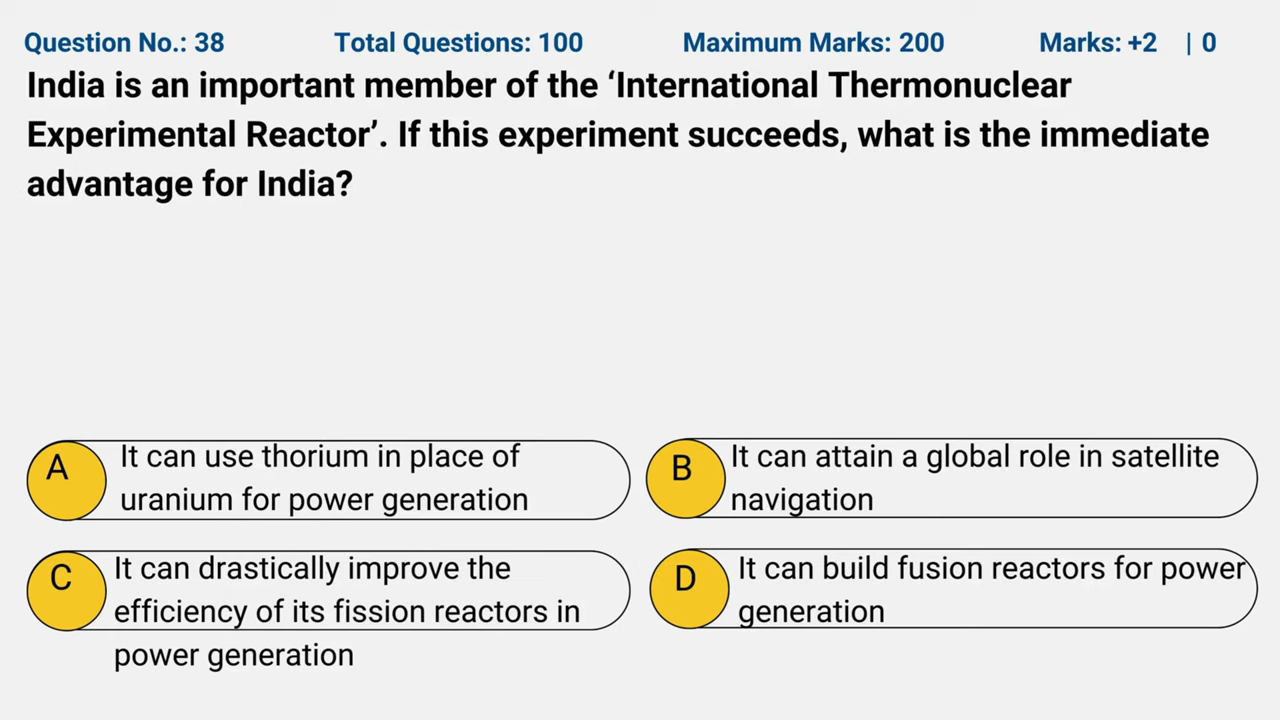 Question No.: 38 Total Questions: 100 Maximum Marks: 200 Marks: +2 | 0
India is an important member of the ‘International Thermonuclear
Experimental Reactor’. If this experiment succeeds, what is the immediate
advantage for India?
A It can use thorium in place of
uranium for power generation
B It can attain a global role in satellite
navigation
C It can drastically improve the
efficiency of its fission reactors in
power generation
D It can build fusion reactors for power
generation